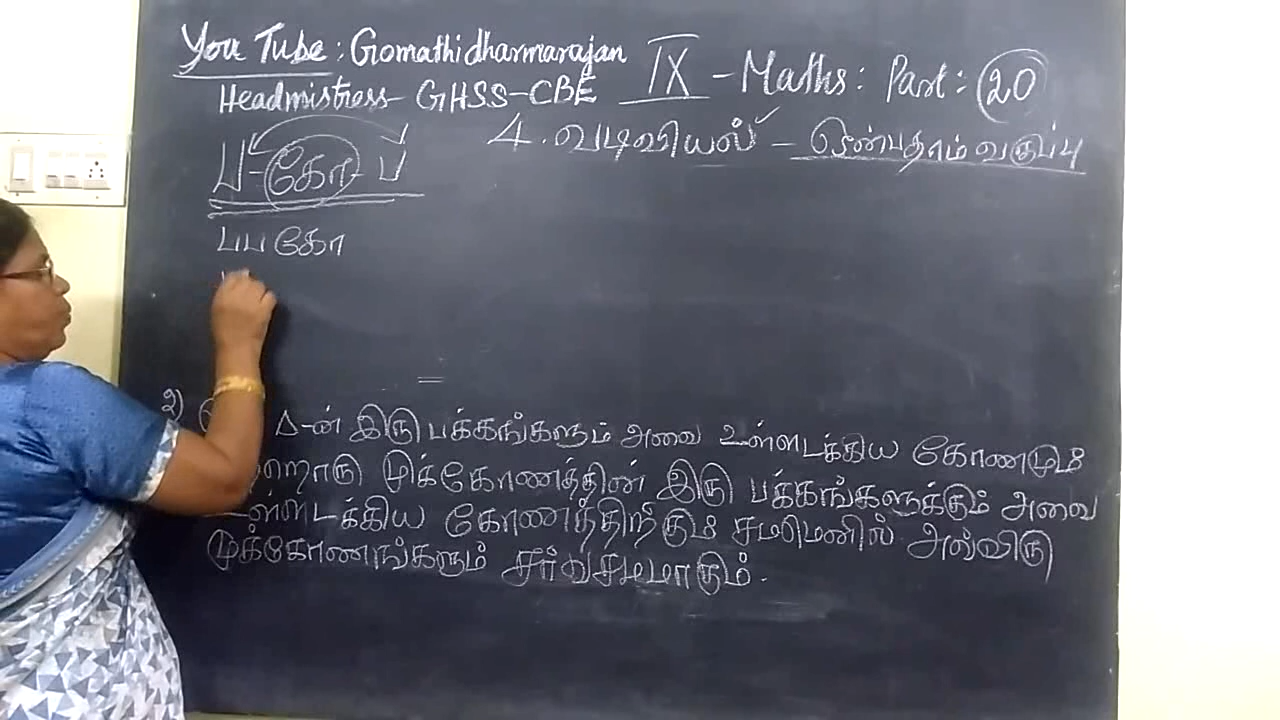 You Tube : Gomathidharmarajan
Headmistress - GHSS-CBE
IX - Maths : Part : 20
4. வடிவியல் - ஒன்பதாம் வகுப்பு
ப - கோ - ப
பபகோ
2) Δ-ன் இரு பக்கங்களும் அவை உள்ளடக்கிய கோணமும்
முக்கோணத்தின் இரு பக்கங்களுக்கும் அவை
உள்ளடக்கிய கோணத்திற்கும் சமமெனில் அவ்விரு
முக்கோணங்களும் சர்வசமமாகும்.